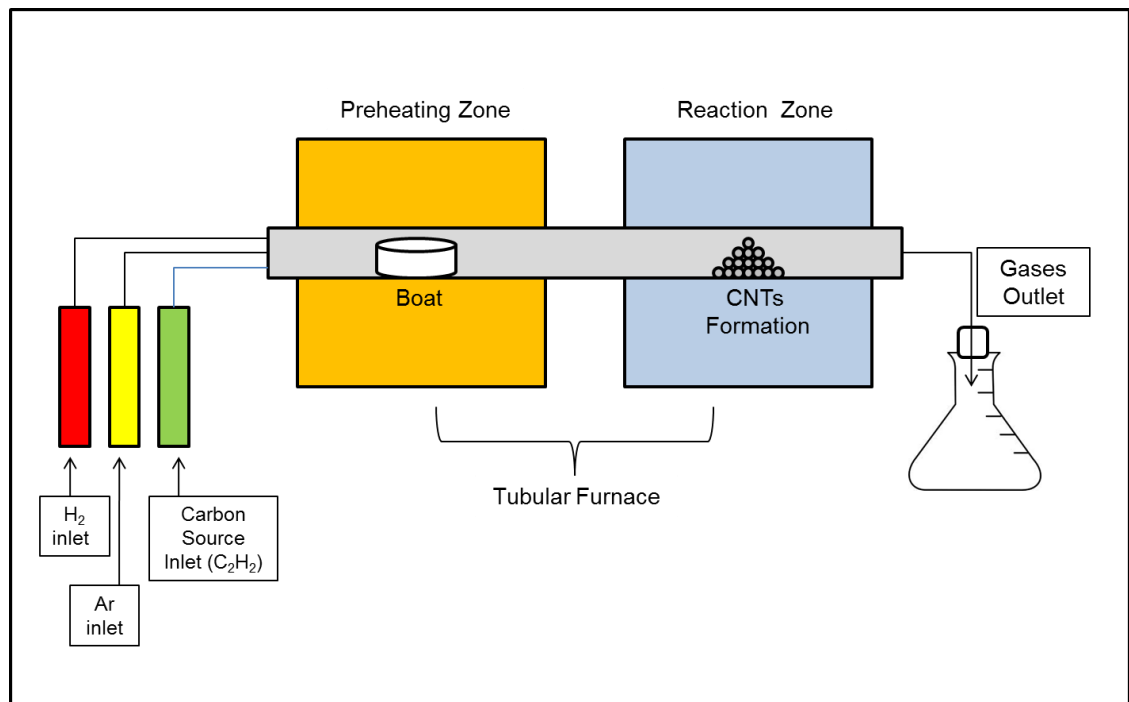 Preheating Zone
Reaction Zone
Boat
CNTs
Formation
Gases
Outlet
Tubular Furnace
H₂
inlet
Carbon
Source
Inlet (C₂H₂)
Ar
inlet